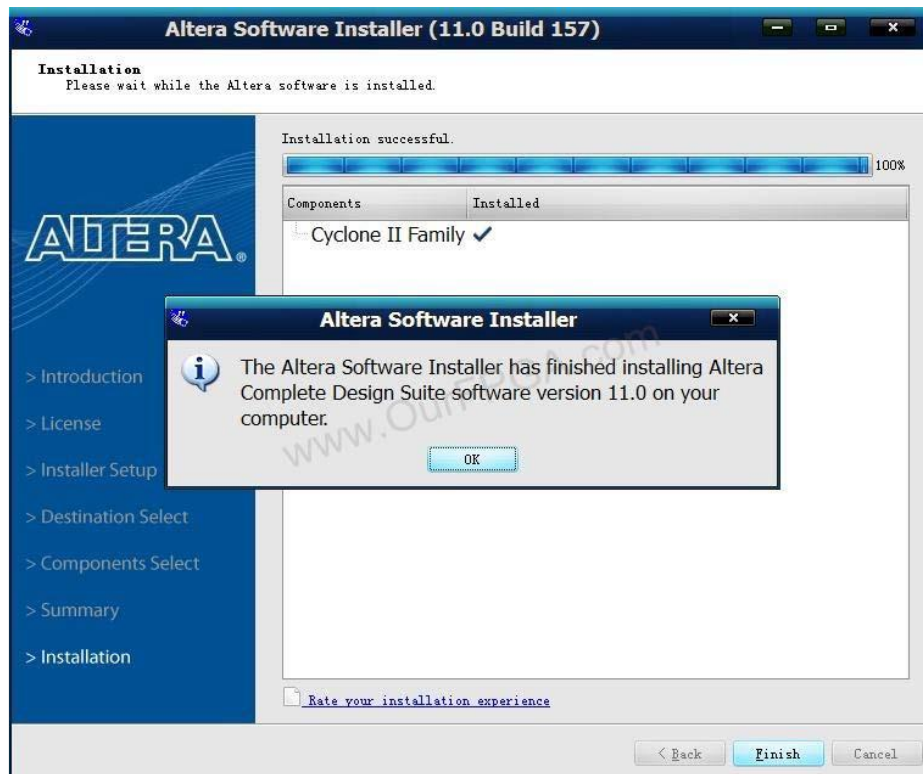 Altera Software Installer (11.0 Build 157)
Installation
Please wait while the Altera software is installed.
Installation successful.
100%
Components Installed
Cyclone II Family
ALTERA®
Altera Software Installer
The Altera Software Installer has finished installing Altera
Complete Design Suite software version 11.0 on your
computer.
www.OurFPGA.com
OK
> Introduction
> License
> Installer Setup
> Destination Select
> Components Select
> Summary
> Installation
Rate your installation experience
< Back Finish Cancel